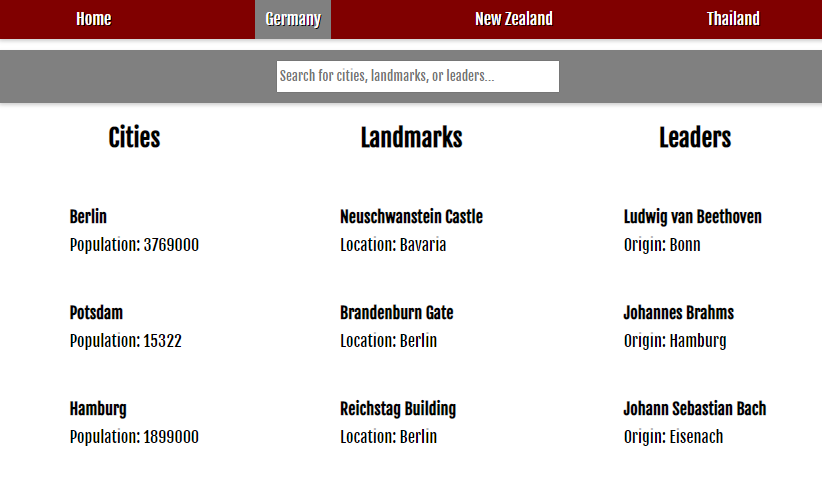 Home Germany New Zealand Thailand
Search for cities, landmarks, or leaders...
Cities Landmarks Leaders
Berlin Neuschwanstein Castle Ludwig van Beethoven
Population: 3769000 Location: Bavaria Origin: Bonn
Potsdam Brandenburn Gate Johannes Brahms
Population: 15322 Location: Berlin Origin: Hamburg
Hamburg Reichstag Building Johann Sebastian Bach
Population: 1899000 Location: Berlin Origin: Eisenach